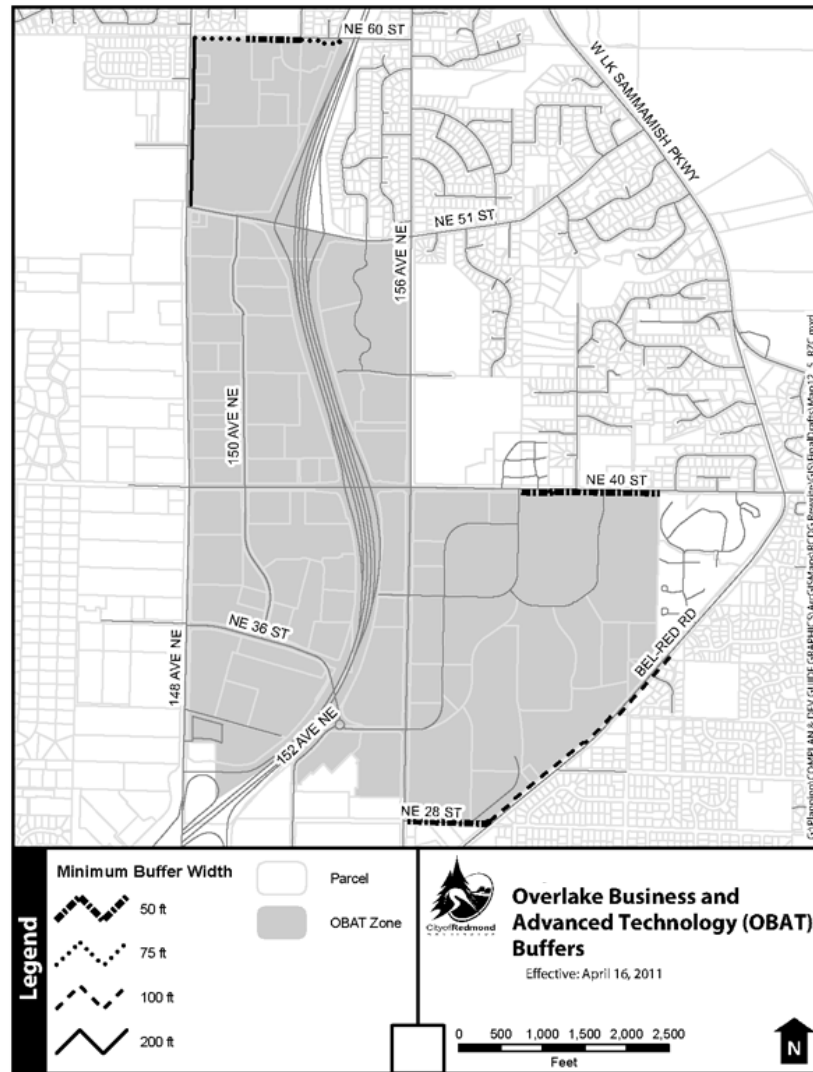 NE 60 ST
W LK SAMMAMISH PKWY
NE 51 ST
156 AVE NE
150 AVE NE
NE 40 ST
NE 36 ST
BEL-RED RD
148 AVE NE
152 AVE NE
NE 28 ST
Legend
Minimum Buffer Width
50 ft
75 ft
100 ft
200 ft
Parcel
OBAT Zone
City of Redmond
Overlake Business and
Advanced Technology (OBAT)
Buffers
Effective: April 16, 2011
0 500 1,000 1,500 2,000 2,500
Feet
N